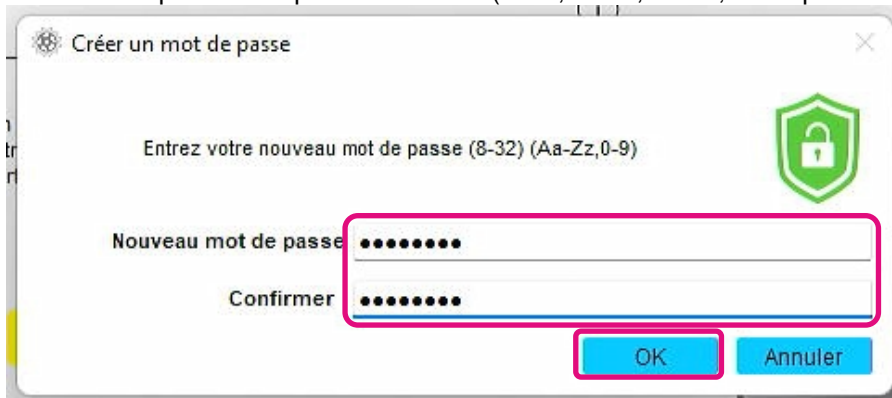 Créer un mot de passe
Entrez votre nouveau mot de passe (8-32) (Aa-Zz,0-9)
Nouveau mot de passe ●●●●●●●●
Confirmer ●●●●●●●●
OK Annuler